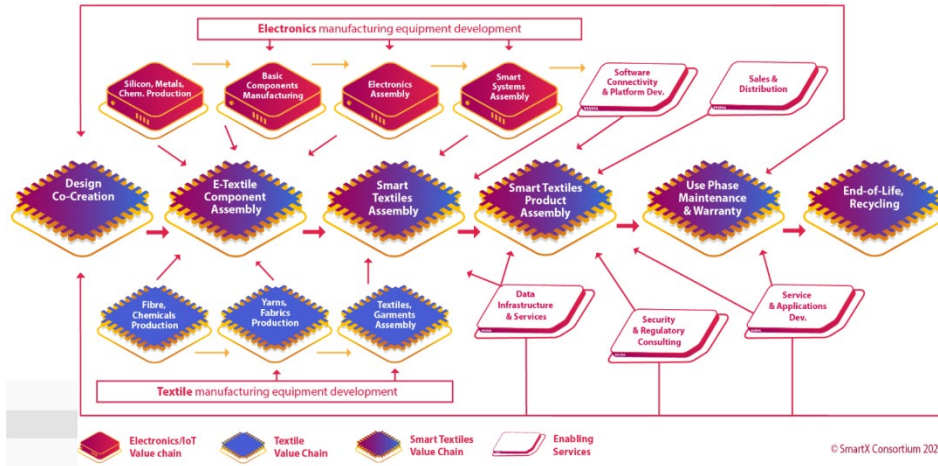 Electronics manufacturing equipment development
Silicon, Metals,
Chem. Production
Basic
Components
Manufacturing
Electronics
Assembly
Smart
Systems
Assembly
Software
Connectivity
& Platform Dev.
Sales &
Distribution
Design
Co-Creation
E-Textile
Component
Assembly
Smart
Textiles
Assembly
Smart Textiles
Product
Assembly
Use Phase
Maintenance
& Warranty
End-of-Life,
Recycling
Fibre,
Chemicals
Production
Yarns,
Fabrics
Production
Textiles,
Garments
Assembly
Data
Infrastructure
& Services
Security
& Regulatory
Consulting
Service
& Applications
Dev.
Textile manufacturing equipment development
Electronics/IoT
Value chain
Textile
Value Chain
Smart Textiles
Value Chain
Enabling
Services
© SmartX Consortium